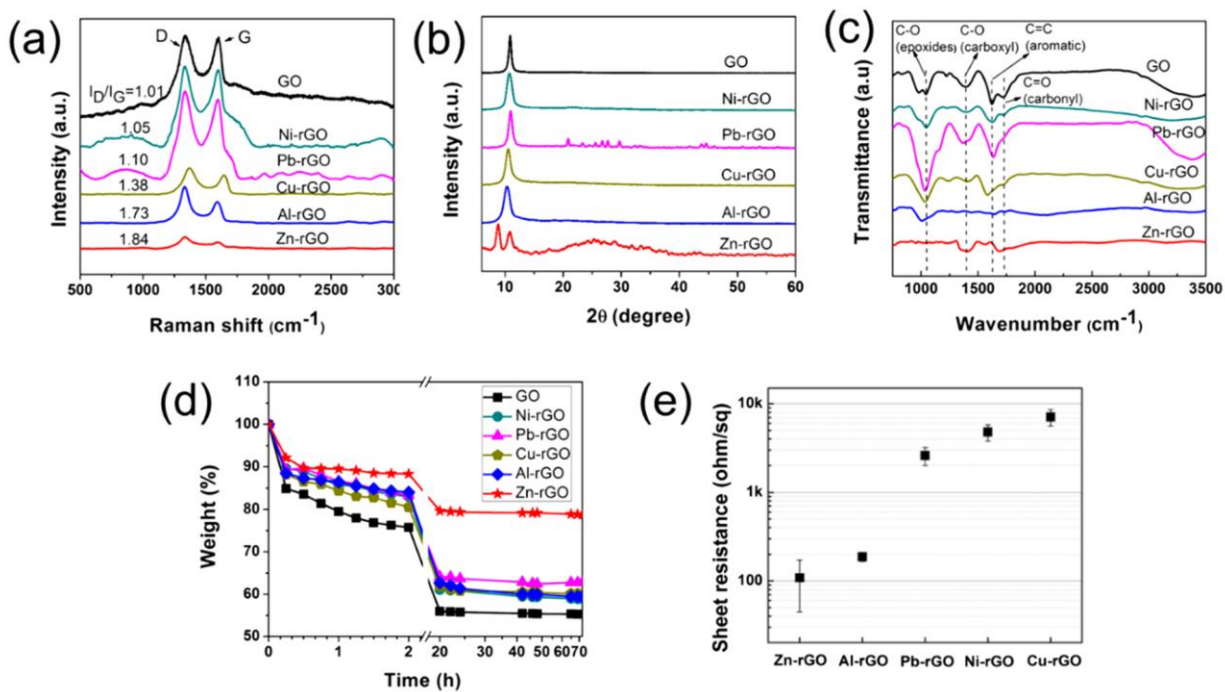 (a)
D
G
GO
I_D/I_G=1.01
1.05
Ni-rGO
1.10
Pb-rGO
1.38
Cu-rGO
1.73
Al-rGO
1.84
Zn-rGO
Intensity (a.u.)
500 1000 1500 2000 2500 300
Raman shift (cm⁻¹)
(b)
GO
Ni-rGO
Pb-rGO
Cu-rGO
Al-rGO
Zn-rGO
Intensity (a.u.)
10 20 30 40 50 60
2θ (degree)
(c)
C-O
(epoxides)
C-O
(carboxyl)
C=C
(aromatic)
GO
C=O
(carbonyl)
Ni-rGO
Pb-rGO
Cu-rGO
Al-rGO
Zn-rGO
Transmittance (a.u)
1000 1500 2000 2500 3000 3500
Wavenumber (cm⁻¹)
(d)
110
100
90
80
70
60
50
Weight (%)
GO
Ni-rGO
Pb-rGO
Cu-rGO
Al-rGO
Zn-rGO
0 1 2 20 30 40 50 60 70
Time (h)
(e)
10k
1k
100
Sheet resistance (ohm/sq)
Zn-rGO Al-rGO Pb-rGO Ni-rGO Cu-rGO